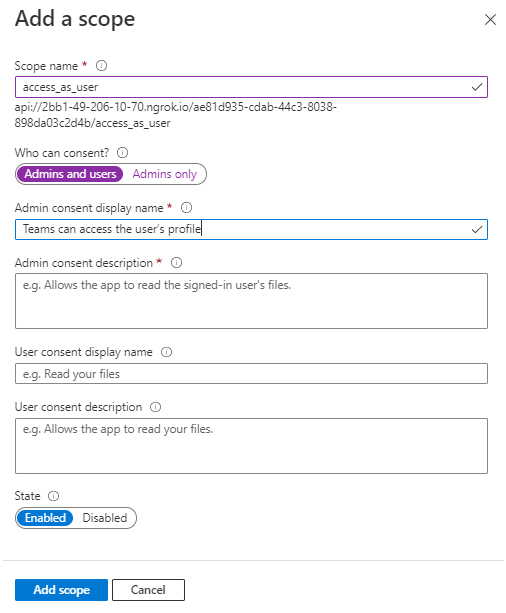 Add a scope
Scope name *
access_as_user
api://2bb1-49-206-10-70.ngrok.io/ae81d935-cdab-44c3-8038-
898da03c2d4b/access_as_user
Who can consent?
Admins and users Admins only
Admin consent display name *
Teams can access the user's profile
Admin consent description *
e.g. Allows the app to read the signed-in user's files.
User consent display name
e.g. Read your files
User consent description
e.g. Allows the app to read your files.
State
Enabled Disabled
Add scope Cancel